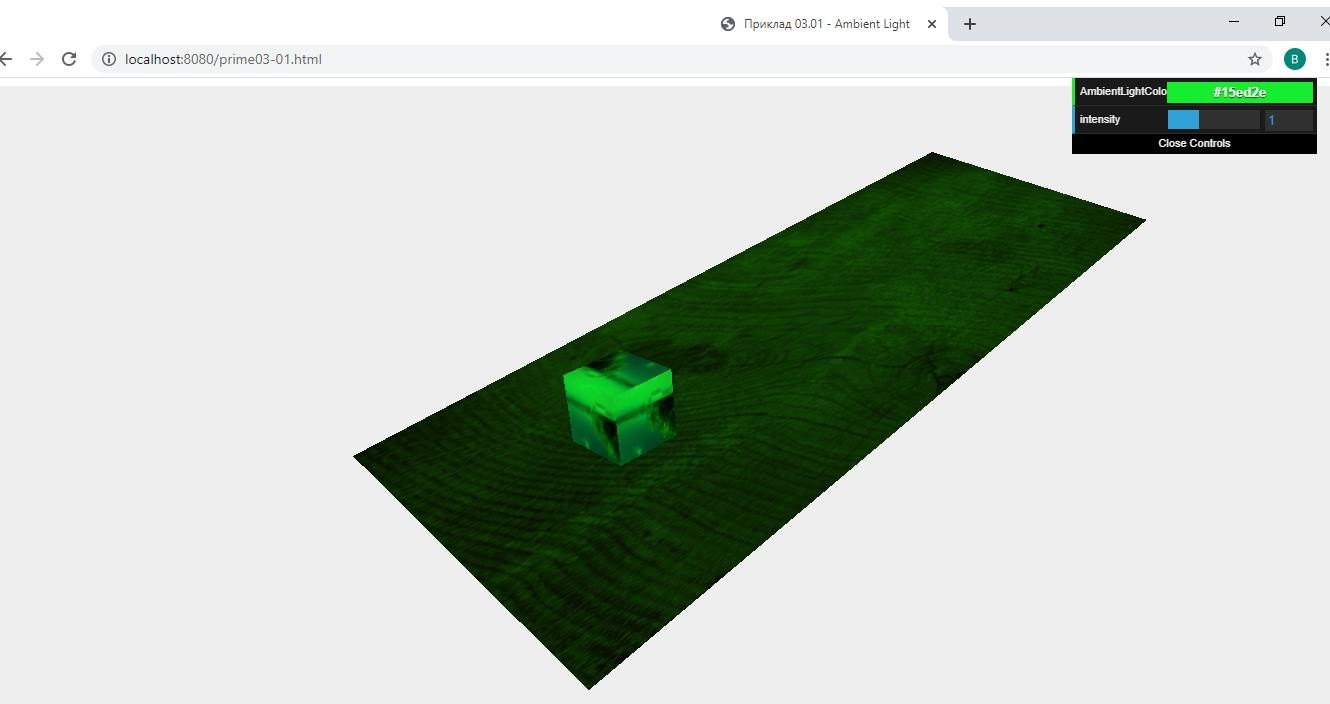 Приклад 03.01 - Ambient Light
localhost:8080/prime03-01.html
B
AmbientLightColo
#15ed2e
intensity
1
Close Controls